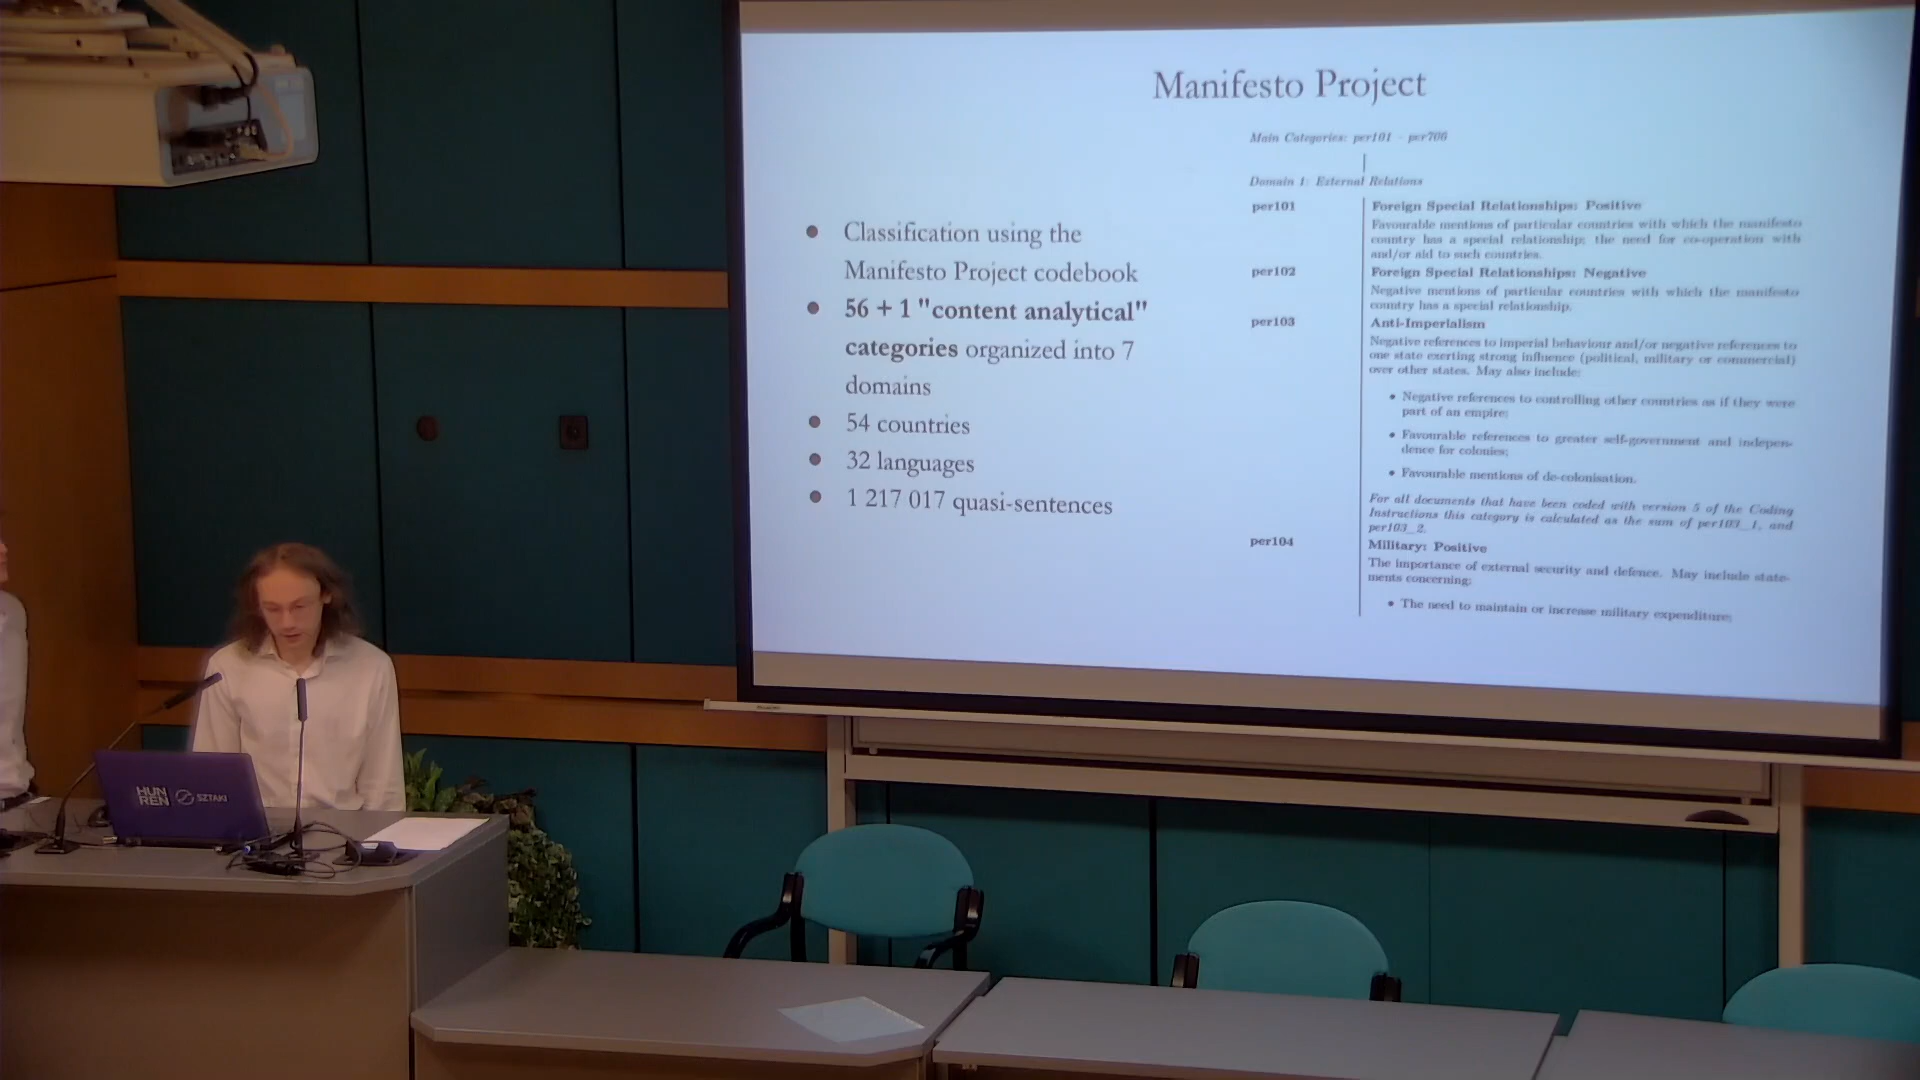 Manifesto Project
Classification using the
Manifesto Project codebook
56 + 1 "content analytical"
categories organized into 7
domains
54 countries
32 languages
1 217 017 quasi-sentences
Main Categories: per101 - per706
Domain 1: External Relations
per101
Foreign Special Relationships: Positive
Favourable mentions of particular countries with which the manifesto
country has a special relationship; the need for co-operation with
and/or aid to such countries.
per102
Foreign Special Relationships: Negative
Negative mentions of particular countries with which the manifesto
country has a special relationship.
per103
Anti-Imperialism
Negative references to imperial behaviour and/or negative references to
one state exerting strong influence (political, military or commercial)
over other states. May also include:
• Negative references to controlling other countries as if they were
part of an empire;
• Favourable references to greater self-government and indepen-
dence for colonies;
• Favourable mentions of de-colonisation.
For all documents that have been coded with version 5 of the Coding
Instructions this category is calculated as the sum of per103_1, and
per103_2.
per104
Military: Positive
The importance of external security and defence. May include state-
ments concerning:
• The need to maintain or increase military expenditure;
HUN
REN
SZTAKI